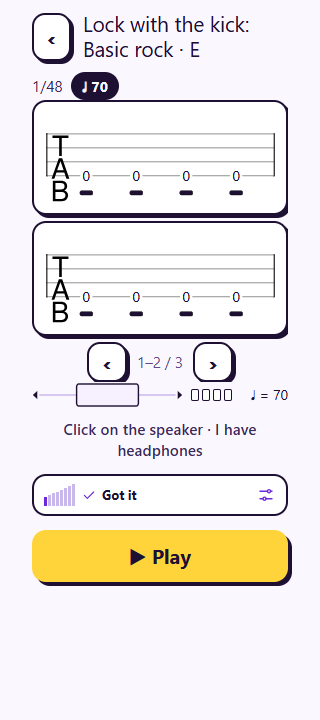 Lock with the kick:
Basic rock · E
1/48 ♩ 70
T
A
B
0 0 0 0
T
A
B
0 0 0 0
1–2 / 3
♩ = 70
Click on the speaker · I have
headphones
✓ Got it
▶ Play